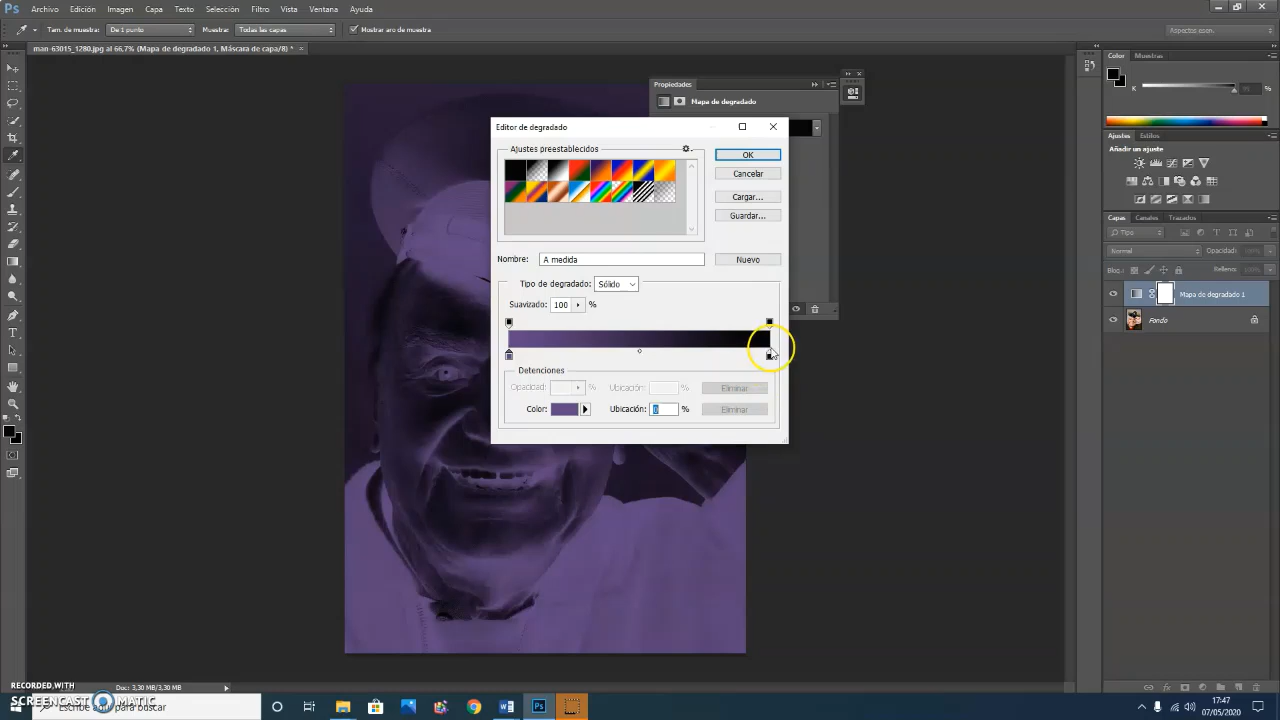 Ps Archivo Edición Imagen Capa Texto Selección Filtro Vista Ventana Ayuda
Tam. de muestra: De 1 punto Muestra: Todas las capas Mostrar aro de muestra Aspectos esen.
man-63015_1280.jpg al 66,7% (Mapa de degradado 1, Máscara de capa/8) *
Color Muestras
K %
Propiedades
Mapa de degradado
Editor de degradado
Ajustes preestablecidos
OK
Cancelar
Cargar...
Guardar...
Nombre: A medida Nuevo
Tipo de degradado: Sólido
Suavizado: 100 %
Detenciones
Opacidad: % Ubicación: % Eliminar
Color: Ubicación: 0 % Eliminar
Ajustes Estilos
Añadir un ajuste
Capas Canales Trazados
Tipo
Normal Opacidad:
Bloq.: Relleno:
Mapa de degradado 1
Fondo
RECORDED WITH
SCREENCAST MATIC
Doc: 3,30 MB/3,30 MB
Escribe aquí para buscar
17:47
07/05/2020